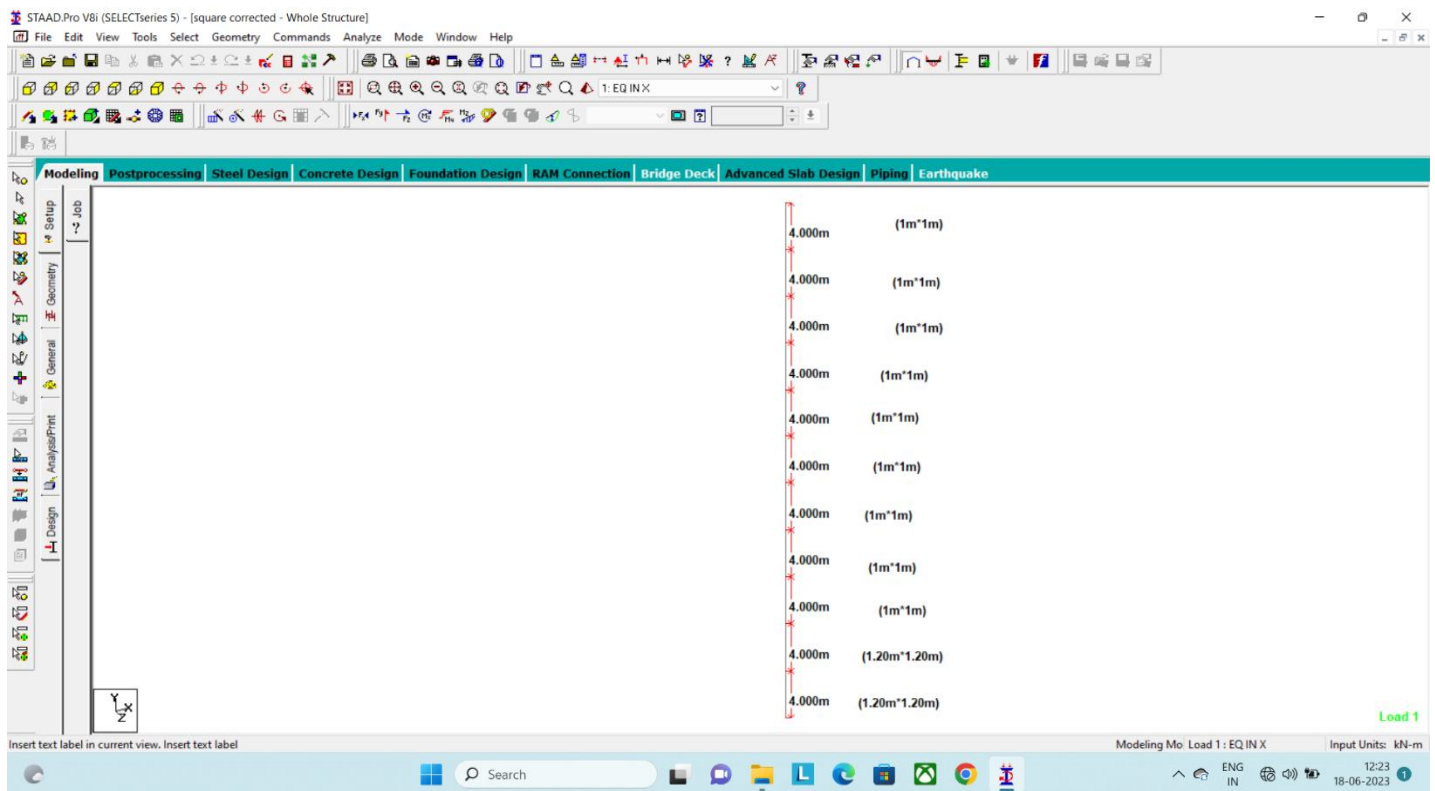 STAAD.Pro V8i (SELECTseries 5) - [square corrected - Whole Structure]
File Edit View Tools Select Geometry Commands Analyze Mode Window Help
1: EQ IN X
Modeling Postprocessing Steel Design Concrete Design Foundation Design RAM Connection Bridge Deck Advanced Slab Design Piping Earthquake
Setup
Geometry
General
Analysis/Print
Design
? Job
4.000m (1m*1m)
4.000m (1m*1m)
4.000m (1m*1m)
4.000m (1m*1m)
4.000m (1m*1m)
4.000m (1m*1m)
4.000m (1m*1m)
4.000m (1m*1m)
4.000m (1m*1m)
4.000m (1.20m*1.20m)
4.000m (1.20m*1.20m)
Y
X
Z
Load 1
Insert text label in current view. Insert text label Modeling Mo Load 1 : EQ IN X Input Units: kN-m
Search ENG 12:23
IN 18-06-2023 1